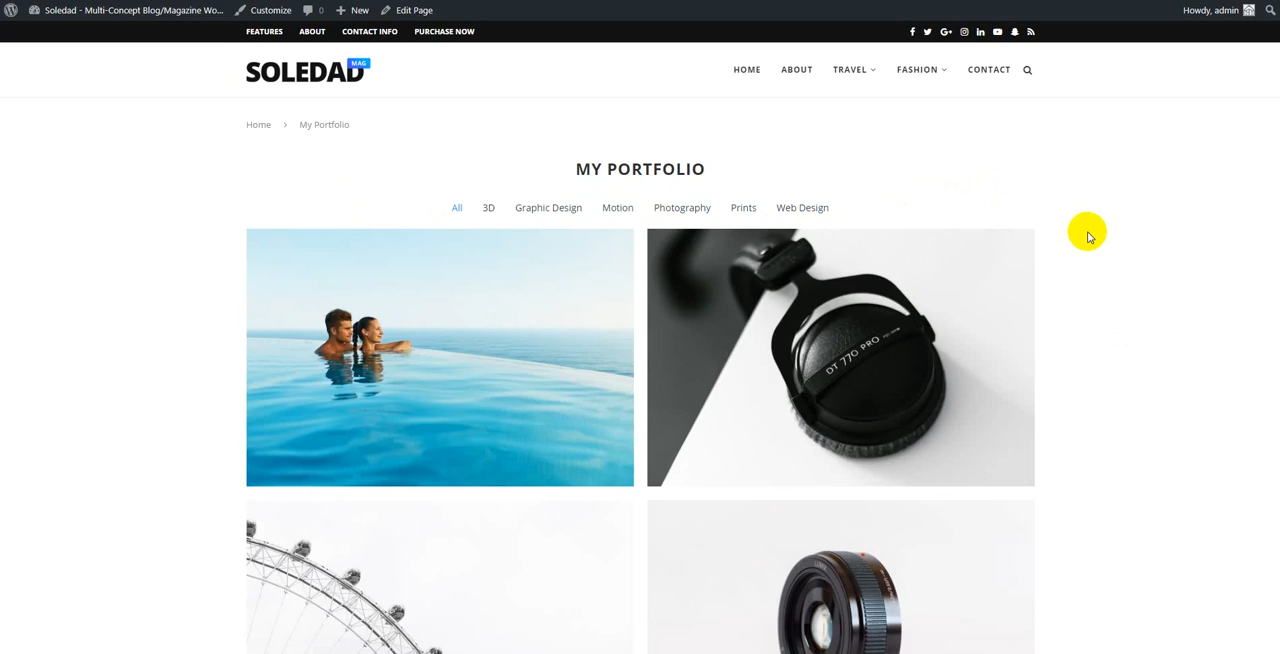 Soledad - Multi-Concept Blog/Magazine Wo... Customize 0 New Edit Page Howdy, admin
FEATURES ABOUT CONTACT INFO PURCHASE NOW
SOLEDAD MAG HOME ABOUT TRAVEL FASHION CONTACT
Home > My Portfolio
MY PORTFOLIO
All 3D Graphic Design Motion Photography Prints Web Design
DT 770 PRO